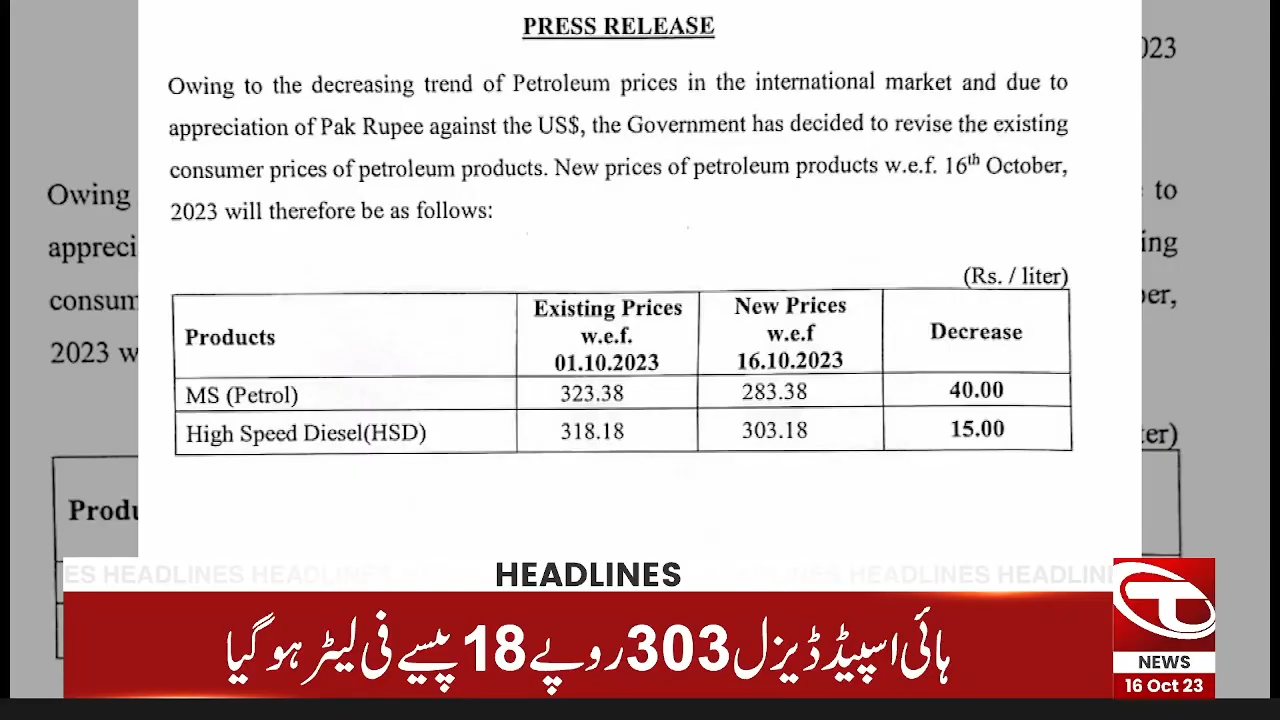 PRESS RELEASE
Owing to the decreasing trend of Petroleum prices in the international market and due to
appreciation of Pak Rupee against the US$, the Government has decided to revise the existing
consumer prices of petroleum products. New prices of petroleum products w.e.f. 16th October,
2023 will therefore be as follows:
(Rs. / liter)
Products
Existing Prices
w.e.f.
01.10.2023
New Prices
w.e.f
16.10.2023
Decrease
MS (Petrol) 323.38 283.38 40.00
High Speed Diesel(HSD) 318.18 303.18 15.00
HEADLINES
ہائی اسپیڈ ڈیزل 303 روپے 18 پیسے فی لیٹر ہوگیا
NEWS
16 Oct 23